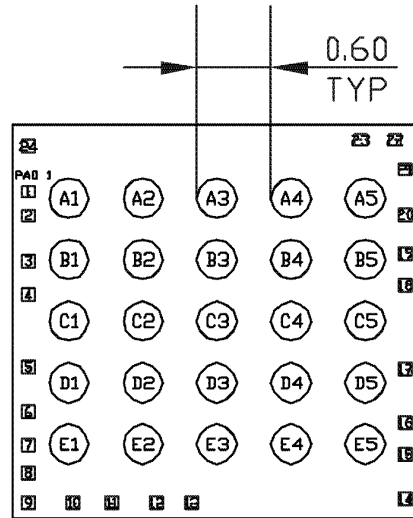 0.60
TYP
24 23 22
PAD 1
1 21
A1 A2 A3 A4 A5
2 20
3 B1 B2 B3 B4 B5 19
4 18
C1 C2 C3 C4 C5
5 17
D1 D2 D3 D4 D5
6 16
7 E1 E2 E3 E4 E5 15
8
9 10 11 12 13 14